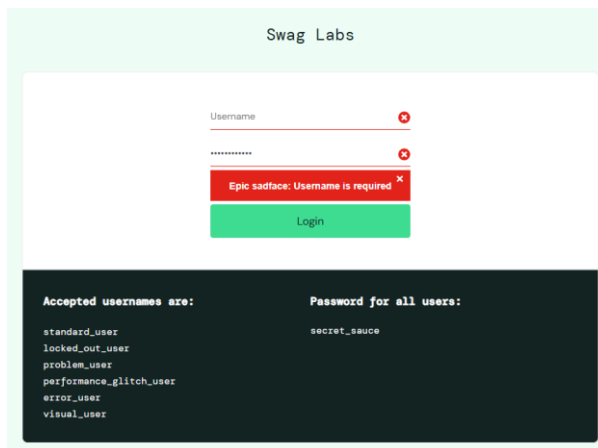 Swag Labs
Username
············
Epic sadface: Username is required
Login
Accepted usernames are:
standard_user
locked_out_user
problem_user
performance_glitch_user
error_user
visual_user
Password for all users:
secret_sauce